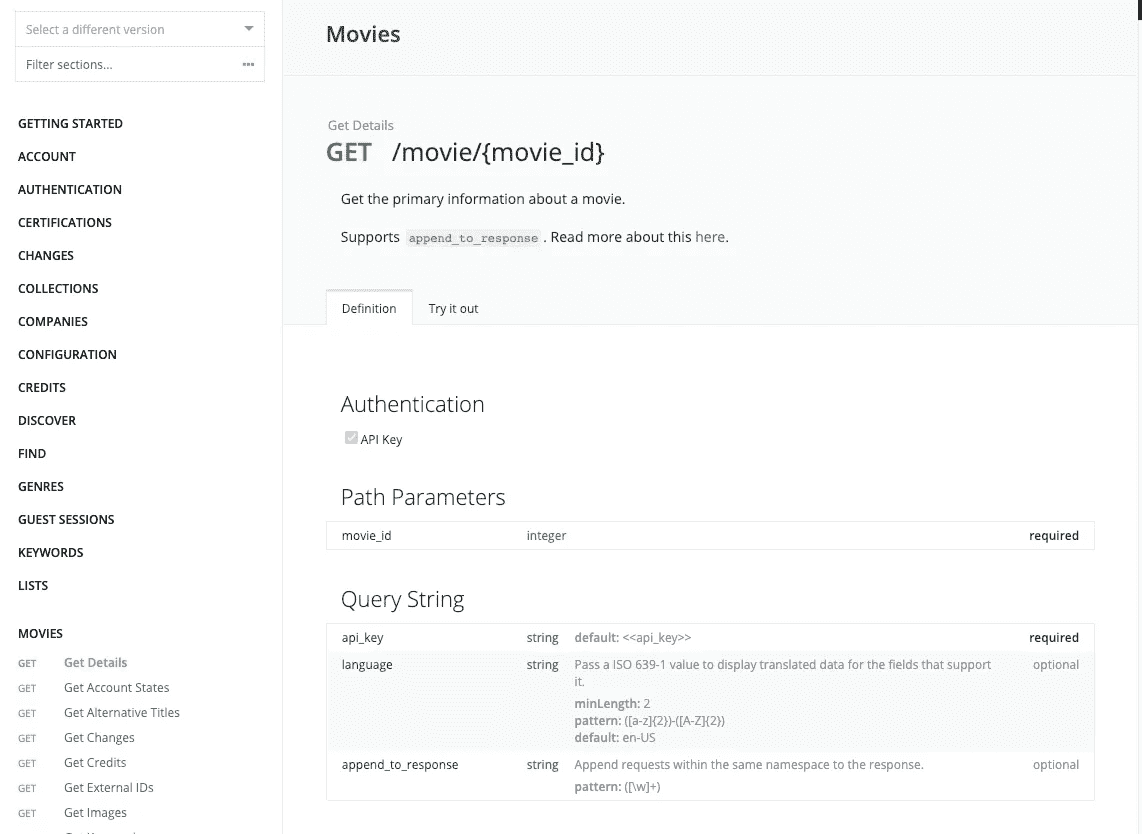 Select a different version
Filter sections...
GETTING STARTED
ACCOUNT
AUTHENTICATION
CERTIFICATIONS
CHANGES
COLLECTIONS
COMPANIES
CONFIGURATION
CREDITS
DISCOVER
FIND
GENRES
GUEST SESSIONS
KEYWORDS
LISTS
MOVIES
GET Get Details
GET Get Account States
GET Get Alternative Titles
GET Get Changes
GET Get Credits
GET Get External IDs
GET Get Images
Movies
Get Details
GET /movie/{movie_id}
Get the primary information about a movie.
Supports append_to_response . Read more about this here.
Definition Try it out
Authentication
API Key
Path Parameters
movie_id integer required
Query String
api_key string default: <<api_key>> required
language string Pass a ISO 639-1 value to display translated data for the fields that support optional
it.
minLength: 2
pattern: ([a-z]{2})-([A-Z]{2})
default: en-US
append_to_response string Append requests within the same namespace to the response. optional
pattern: ([\w]+)